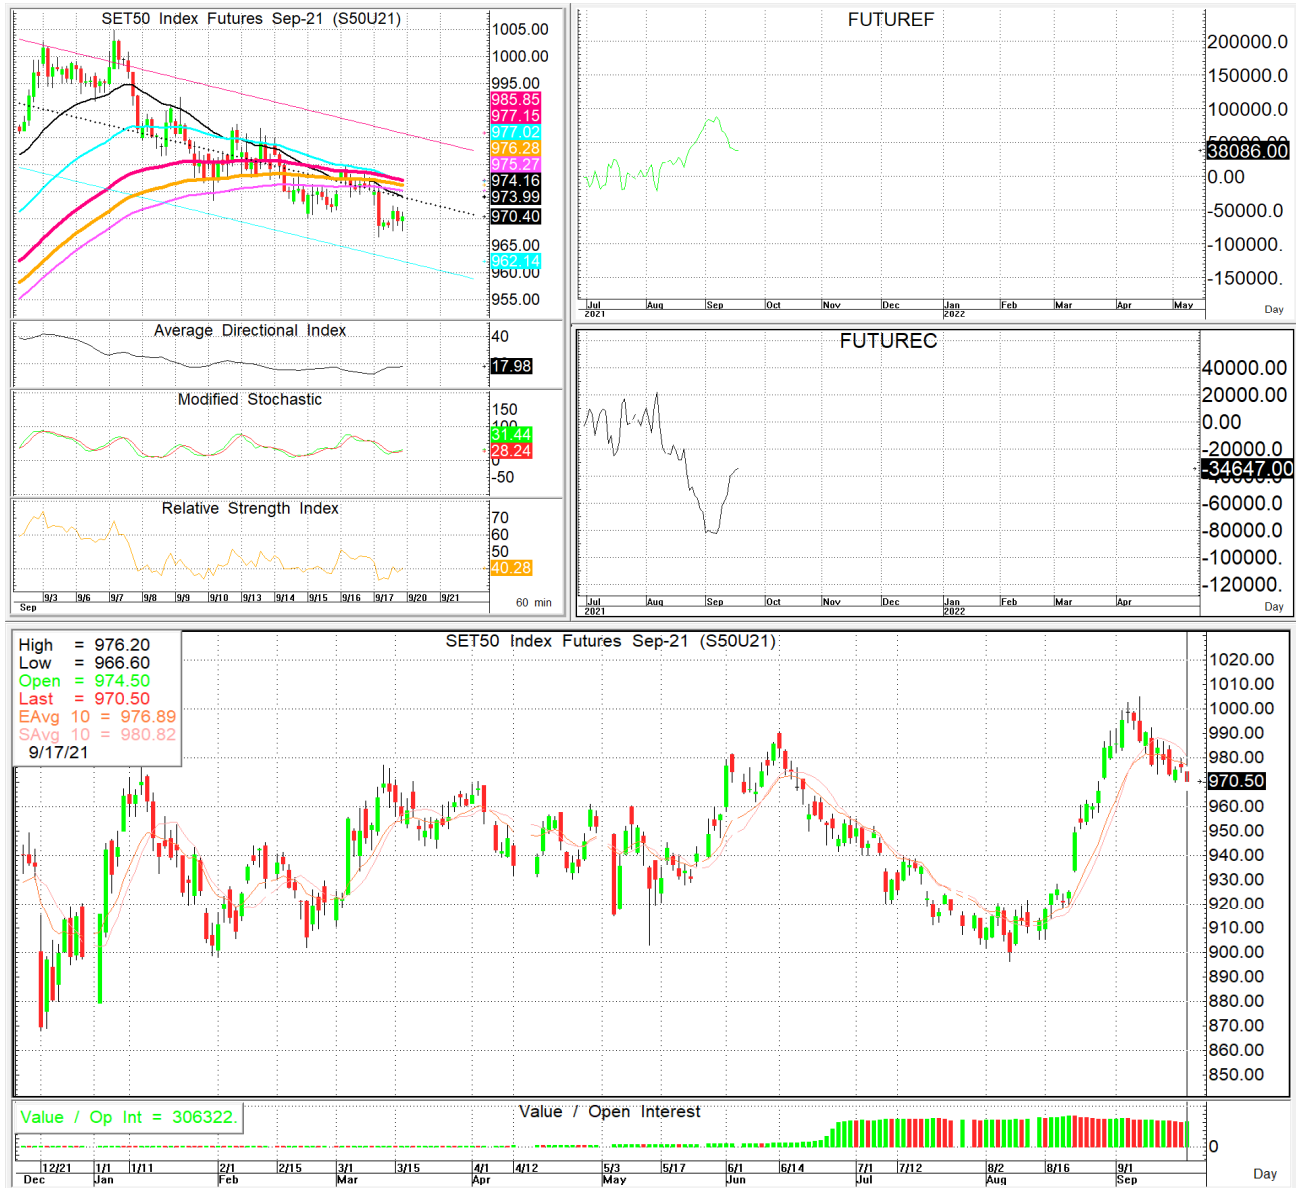 SET50 Index Futures Sep-21 (S50U21)
1005.00
1000.00
995.00
985.85
977.15
977.02
976.28
975.27
974.16
973.99
970.40
965.00
962.14
960.00
955.00
Average Directional Index
40
17.98
Modified Stochastic
150
31.44
28.24
0
-50
Relative Strength Index
70
60
50
40.28
9/3 9/6 9/7 9/8 9/9 9/10 9/13 9/14 9/15 9/16 9/17 9/20 9/21
Sep
60 min
FUTUREF
200000.0
150000.0
100000.0
38086.00
0.00
-50000.0
-100000.
-150000.
Jul Aug Sep Oct Nov Dec Jan Feb Mar Apr May
2021 2022
Day
FUTUREC
40000.00
20000.00
0.00
-20000.0
-34647.00
-60000.0
-80000.0
-100000.
-120000.
Jul Aug Sep Oct Nov Dec Jan Feb Mar Apr
2021 2022
Day
SET50 Index Futures Sep-21 (S50U21)
High = 976.20
Low = 966.60
Open = 974.50
Last = 970.50
EAvg 10 = 976.89
SAvg 10 = 980.82
9/17/21
1020.00
1010.00
1000.00
990.00
980.00
970.50
960.00
950.00
940.00
930.00
920.00
910.00
900.00
890.00
880.00
870.00
860.00
850.00
Value / Op Int = 306322.
Value / Open Interest
0
12/21 1/1 1/11 2/1 2/15 3/1 3/15 4/1 4/12 5/3 5/17 6/1 6/14 7/1 7/12 8/2 8/16 9/1
Dec Jan Feb Mar Apr May Jun Jul Aug Sep
Day